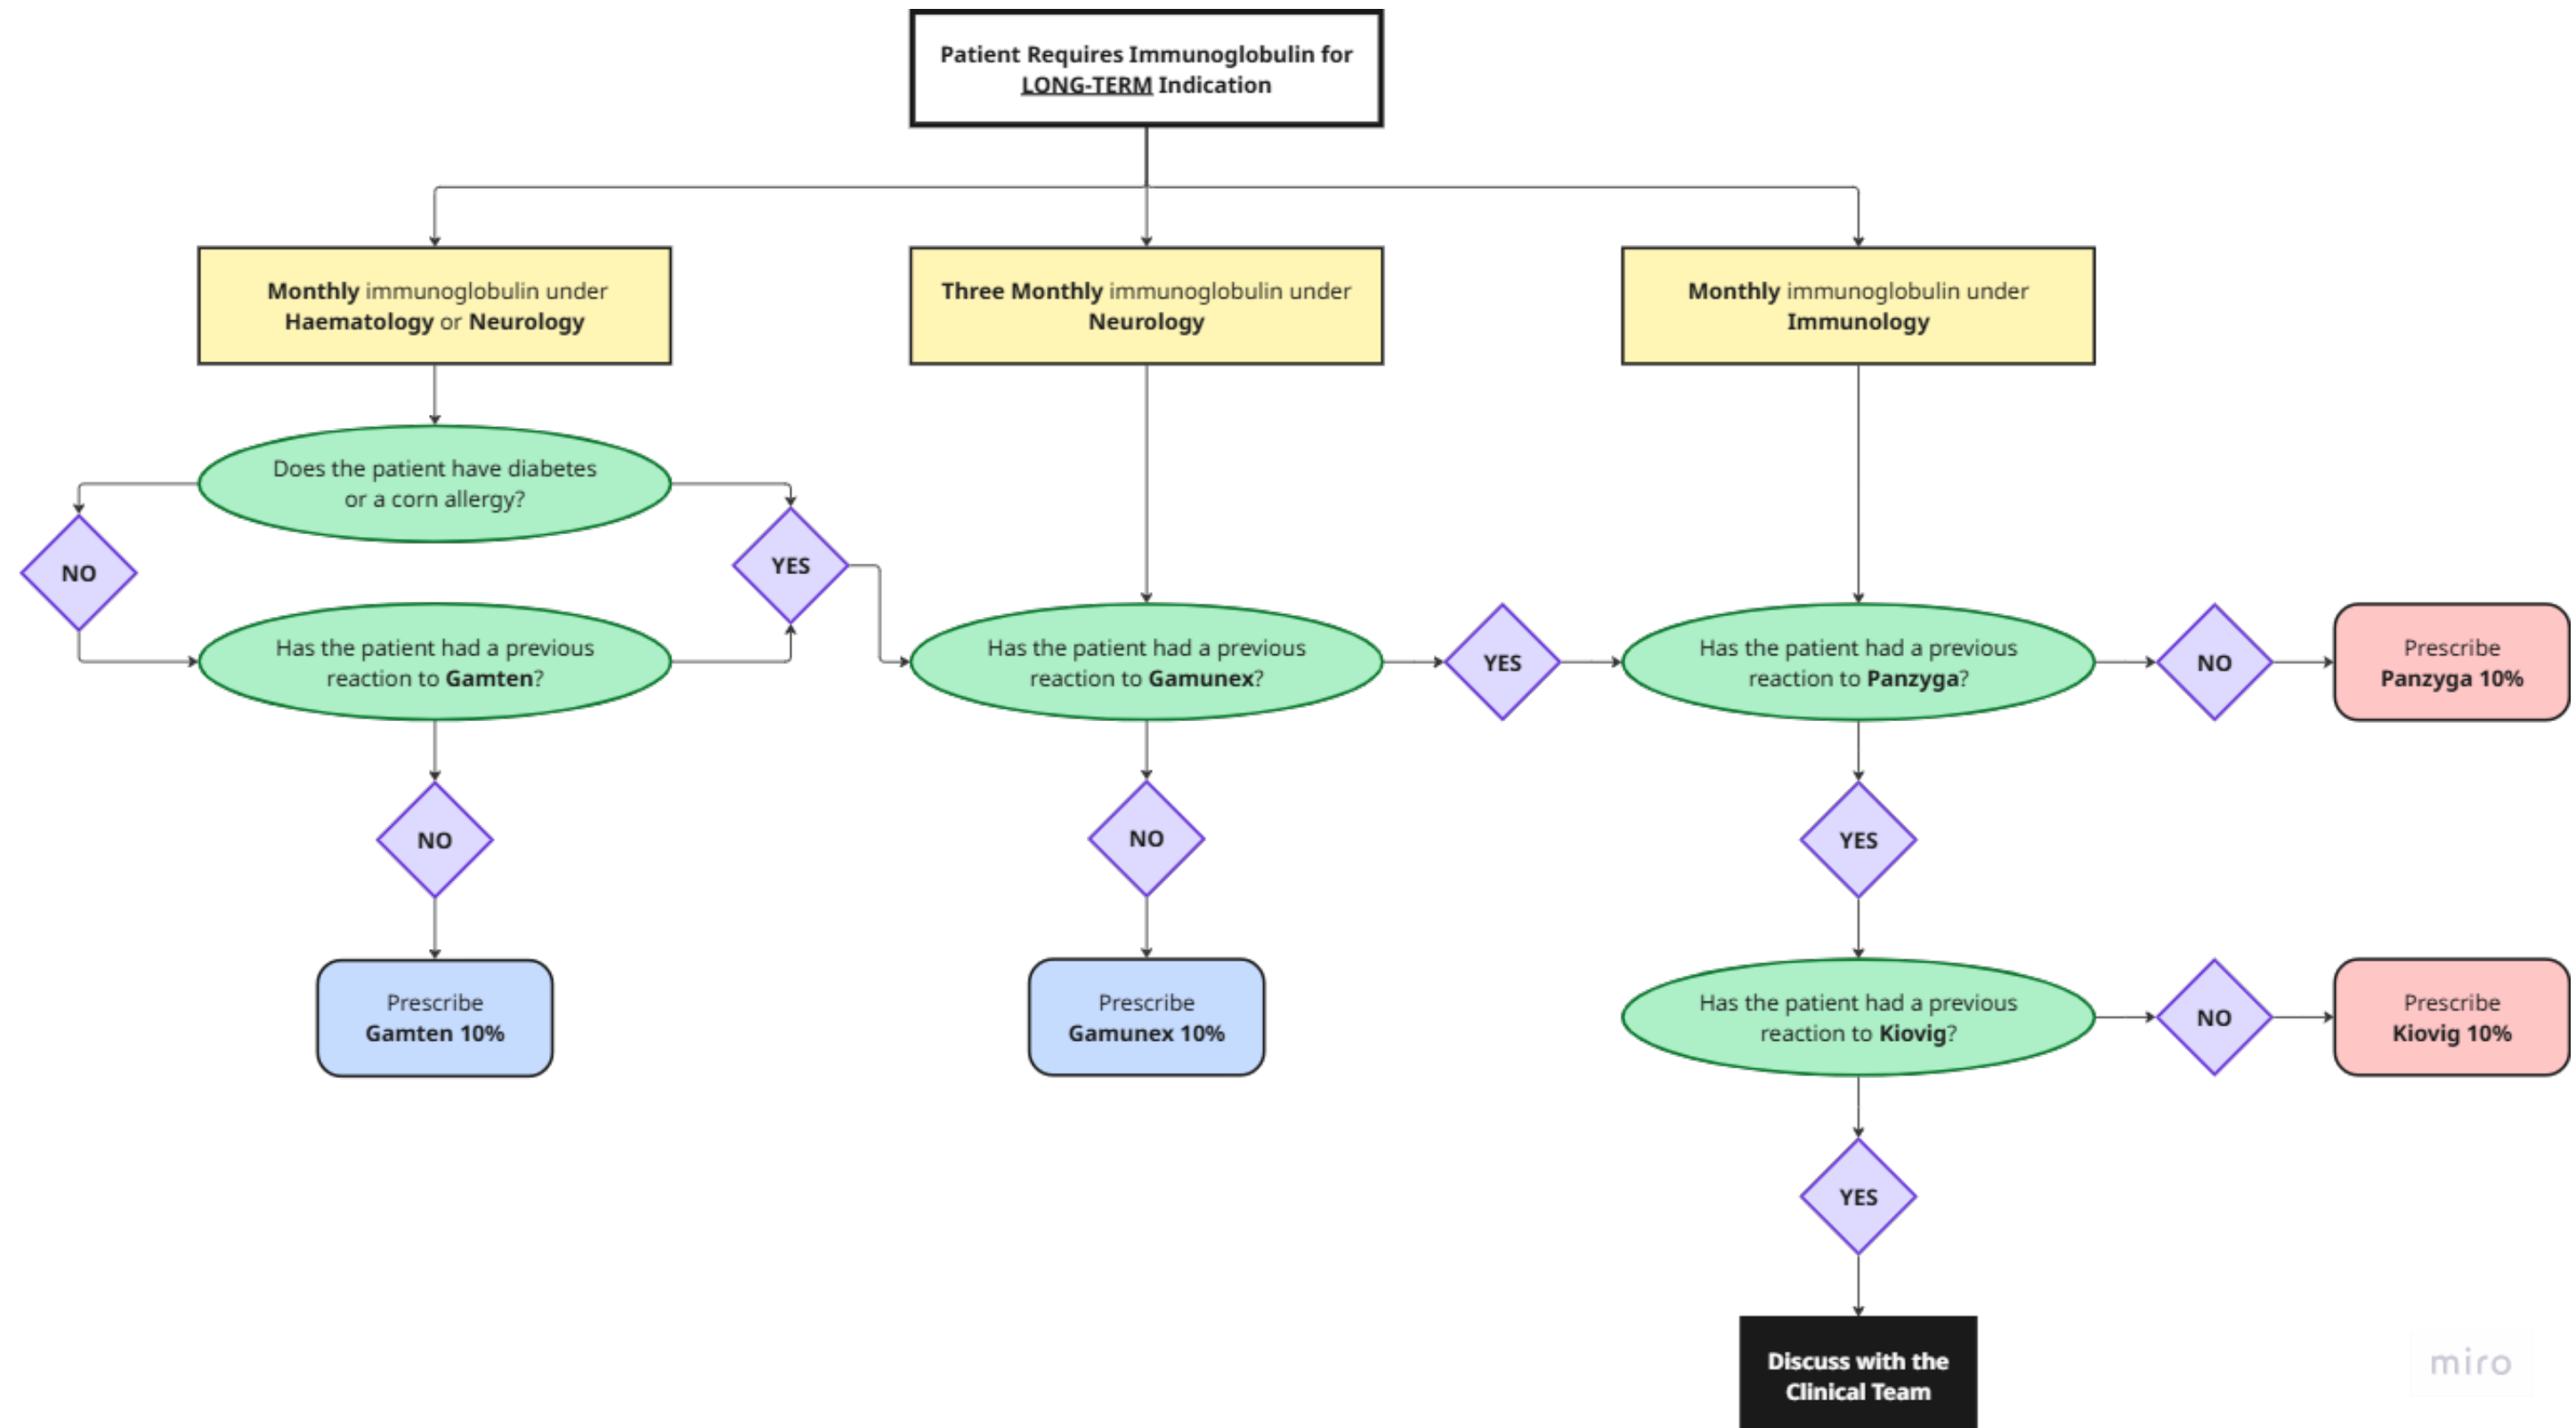 Patient Requires Immunoglobulin for
LONG-TERM Indication
Monthly immunoglobulin under
Haematology or Neurology
Three Monthly immunoglobulin under
Neurology
Monthly immunoglobulin under
Immunology
Does the patient have diabetes
or a corn allergy?
NO
YES
Has the patient had a previous
reaction to Gamten?
Has the patient had a previous
reaction to Gamunex?
YES
Has the patient had a previous
reaction to Panzyga?
NO
Prescribe
Panzyga 10%
NO
NO
YES
Prescribe
Gamten 10%
Prescribe
Gamunex 10%
Has the patient had a previous
reaction to Kiovig?
NO
Prescribe
Kiovig 10%
YES
Discuss with the
Clinical Team
miro